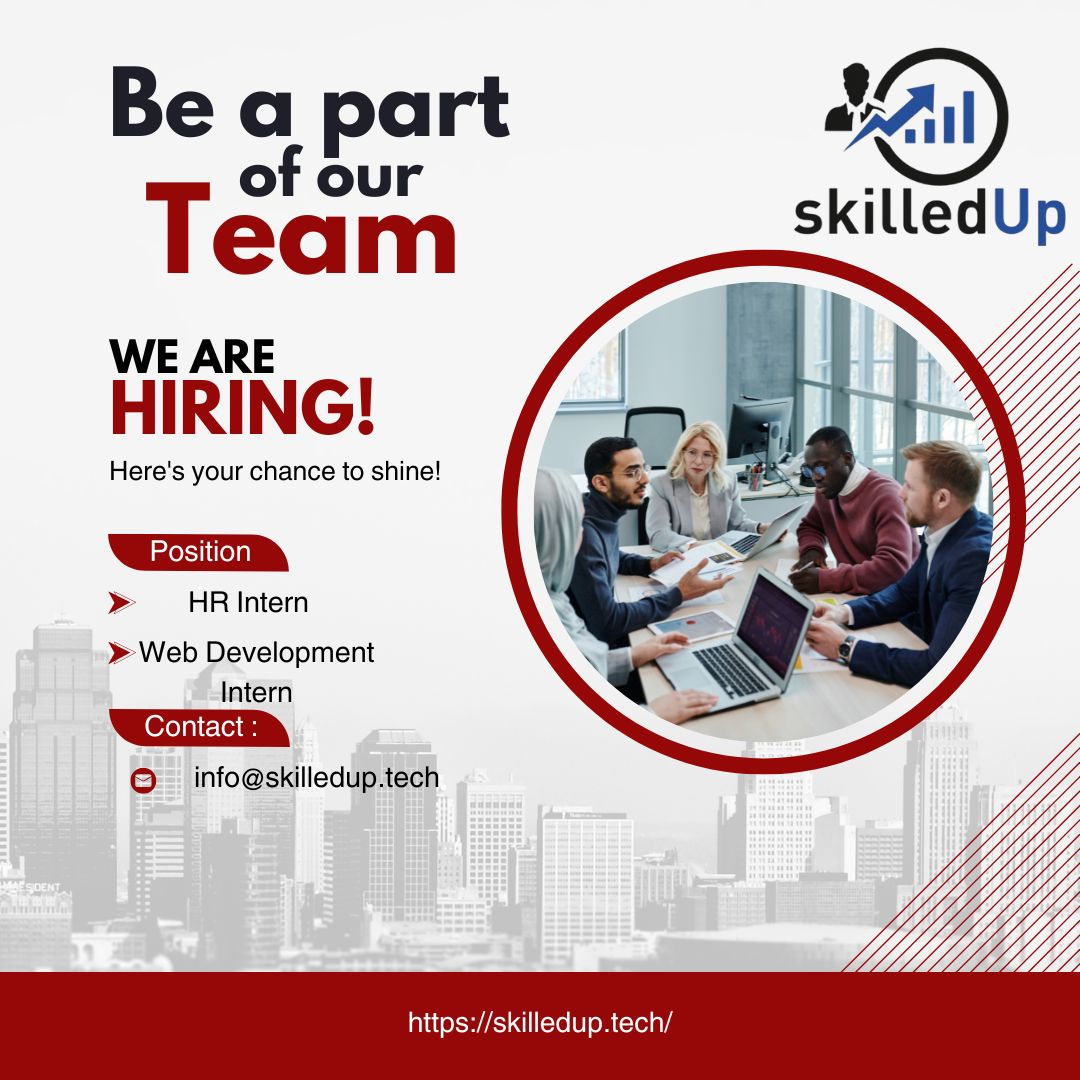 Be a part
of our
Team
skilledUp
WE ARE
HIRING!
Here's your chance to shine!
Position
HR Intern
Web Development
Intern
Contact :
info@skilledup.tech
https://skilledup.tech/